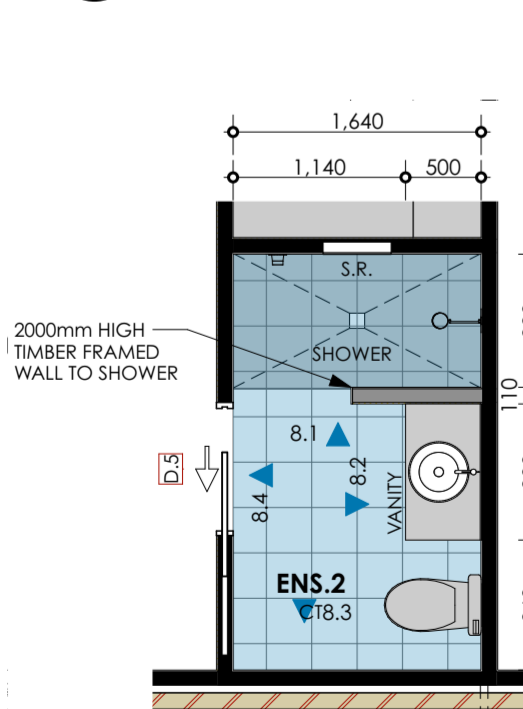 1,640
1,140
500
S.R.
2000mm HIGH
TIMBER FRAMED
WALL TO SHOWER
SHOWER
110
8.1
8.2
D.5
8.4
VANITY
ENS.2
CT8.3